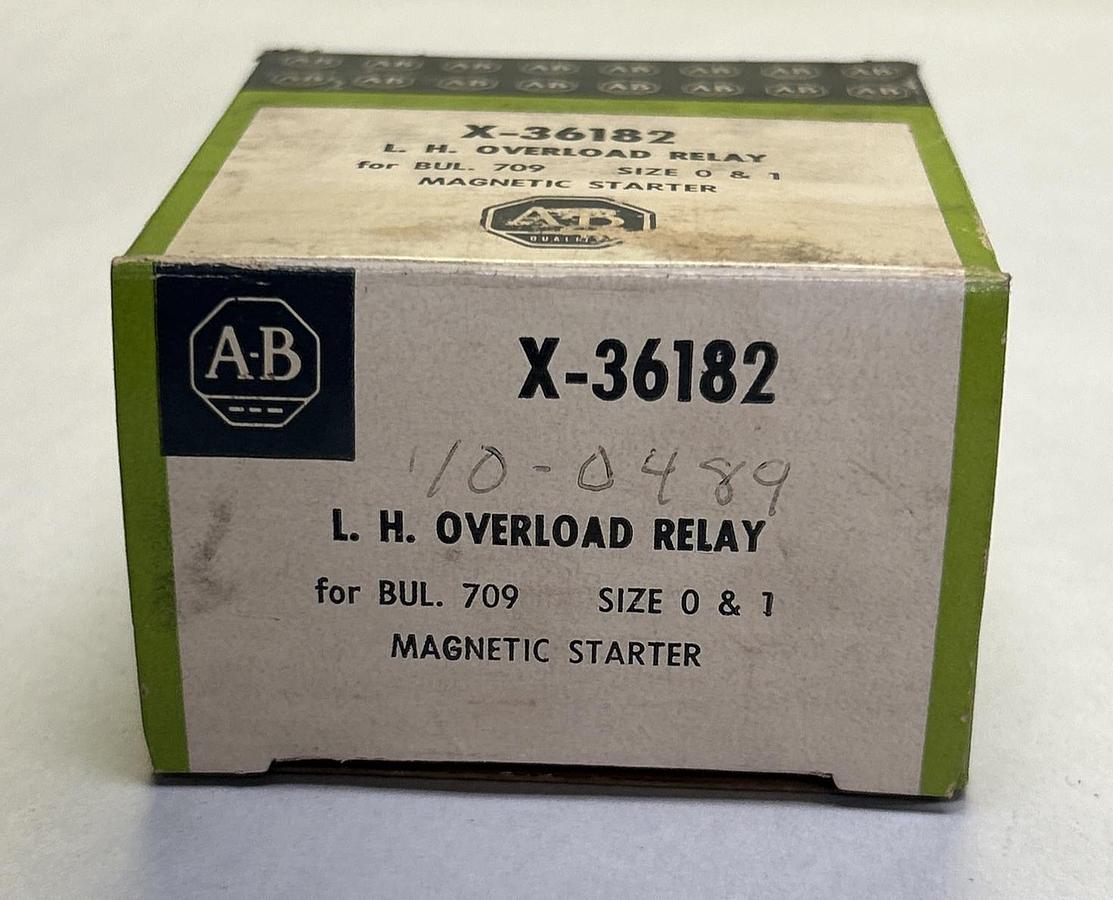 A-B A-B A-B A-B A-B A-B A-B A-B
A-B A-B A-B A-B A-B A-B A-B A-B
X-36182
L. H. OVERLOAD RELAY
for BUL. 709 SIZE 0 & 1
MAGNETIC STARTER
A-B
QUALITY
A-B
X-36182
10-0489
L. H. OVERLOAD RELAY
for BUL. 709 SIZE 0 & 1
MAGNETIC STARTER